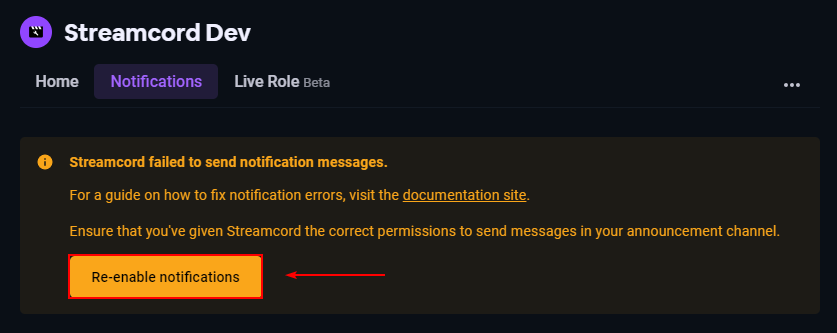 Streamcord Dev
Home Notifications Live Role Beta
Streamcord failed to send notification messages.
For a guide on how to fix notification errors, visit the documentation site.
Ensure that you've given Streamcord the correct permissions to send messages in your announcement channel.
Re-enable notifications